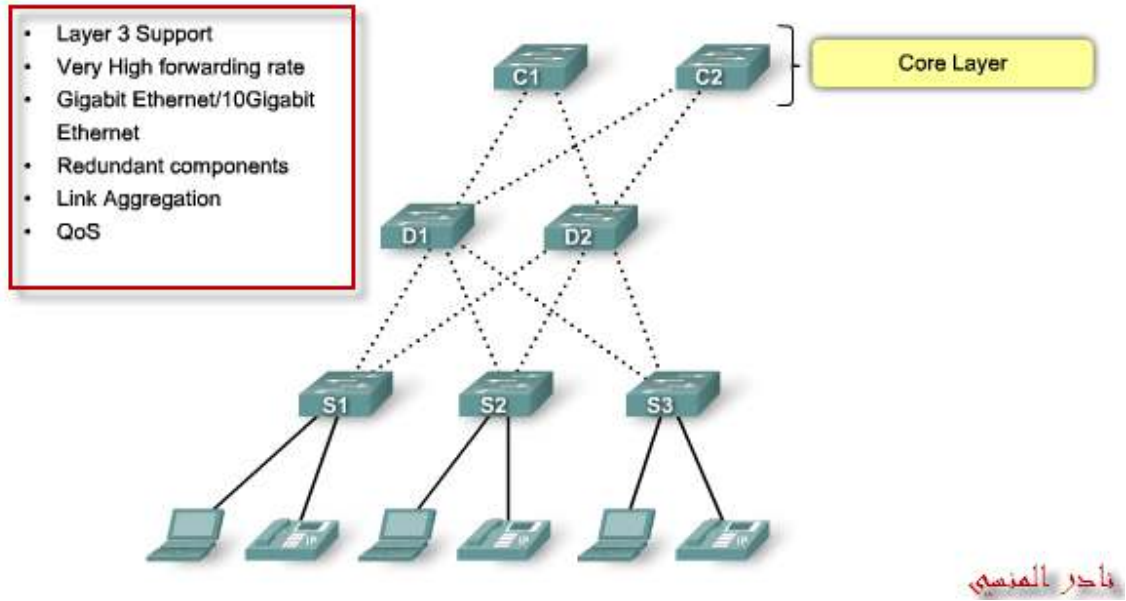 • Layer 3 Support
• Very High forwarding rate
• Gigabit Ethernet/10Gigabit
Ethernet
• Redundant components
• Link Aggregation
• QoS
C1
C2
Core Layer
D1
D2
S1
S2
S3
IP
IP
IP
نادر المنسي